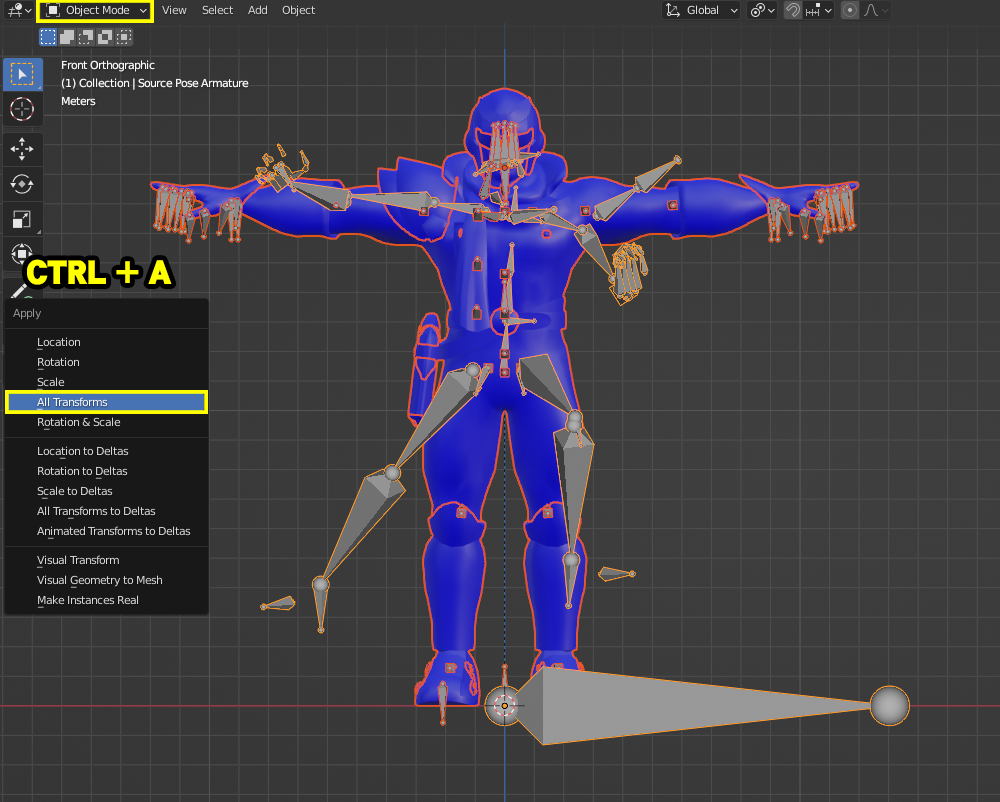 Object Mode View Select Add Object Global
Front Orthographic
(1) Collection | Source Pose Armature
Meters
CTRL + A
Apply
Location
Rotation
Scale
All Transforms
Rotation & Scale
Location to Deltas
Rotation to Deltas
Scale to Deltas
All Transforms to Deltas
Animated Transforms to Deltas
Visual Transform
Visual Geometry to Mesh
Make Instances Real